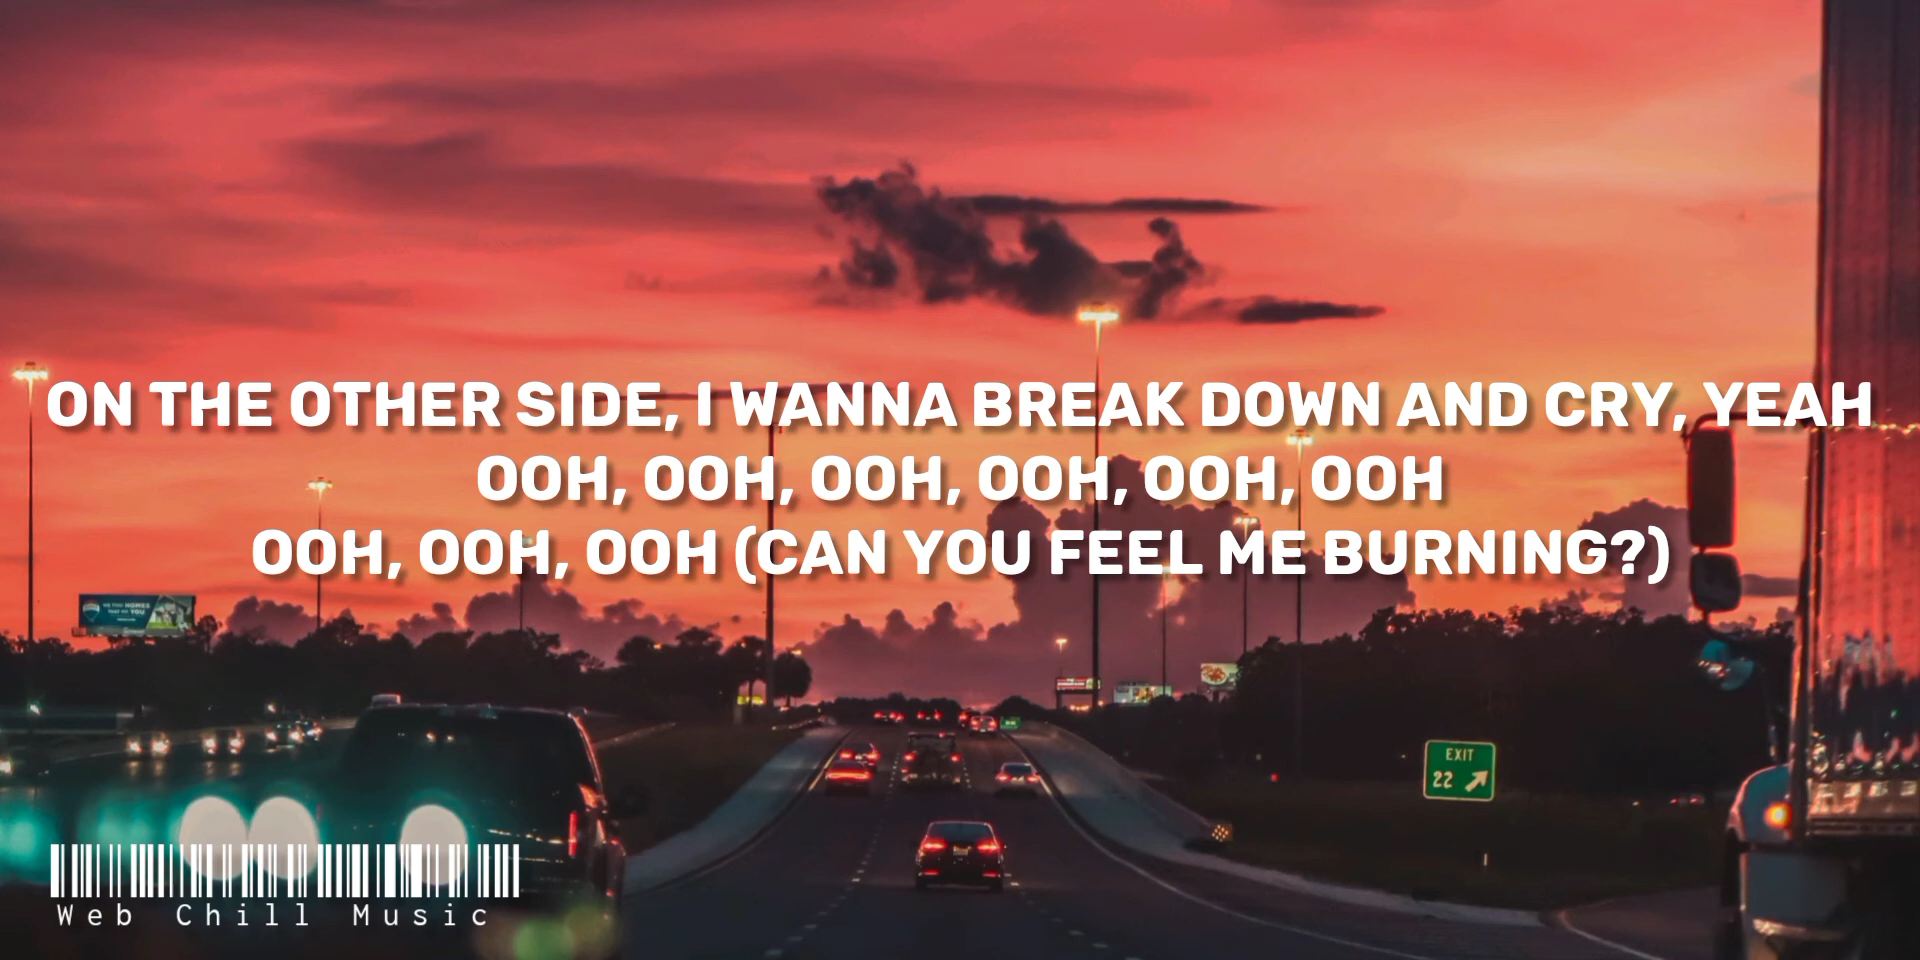 ON THE OTHER SIDE, I WANNA BREAK DOWN AND CRY, YEAH
OOH, OOH, OOH, OOH, OOH, OOH
OOH, OOH, OOH (CAN YOU FEEL ME BURNING?)
EXIT
22
Web Chill Music